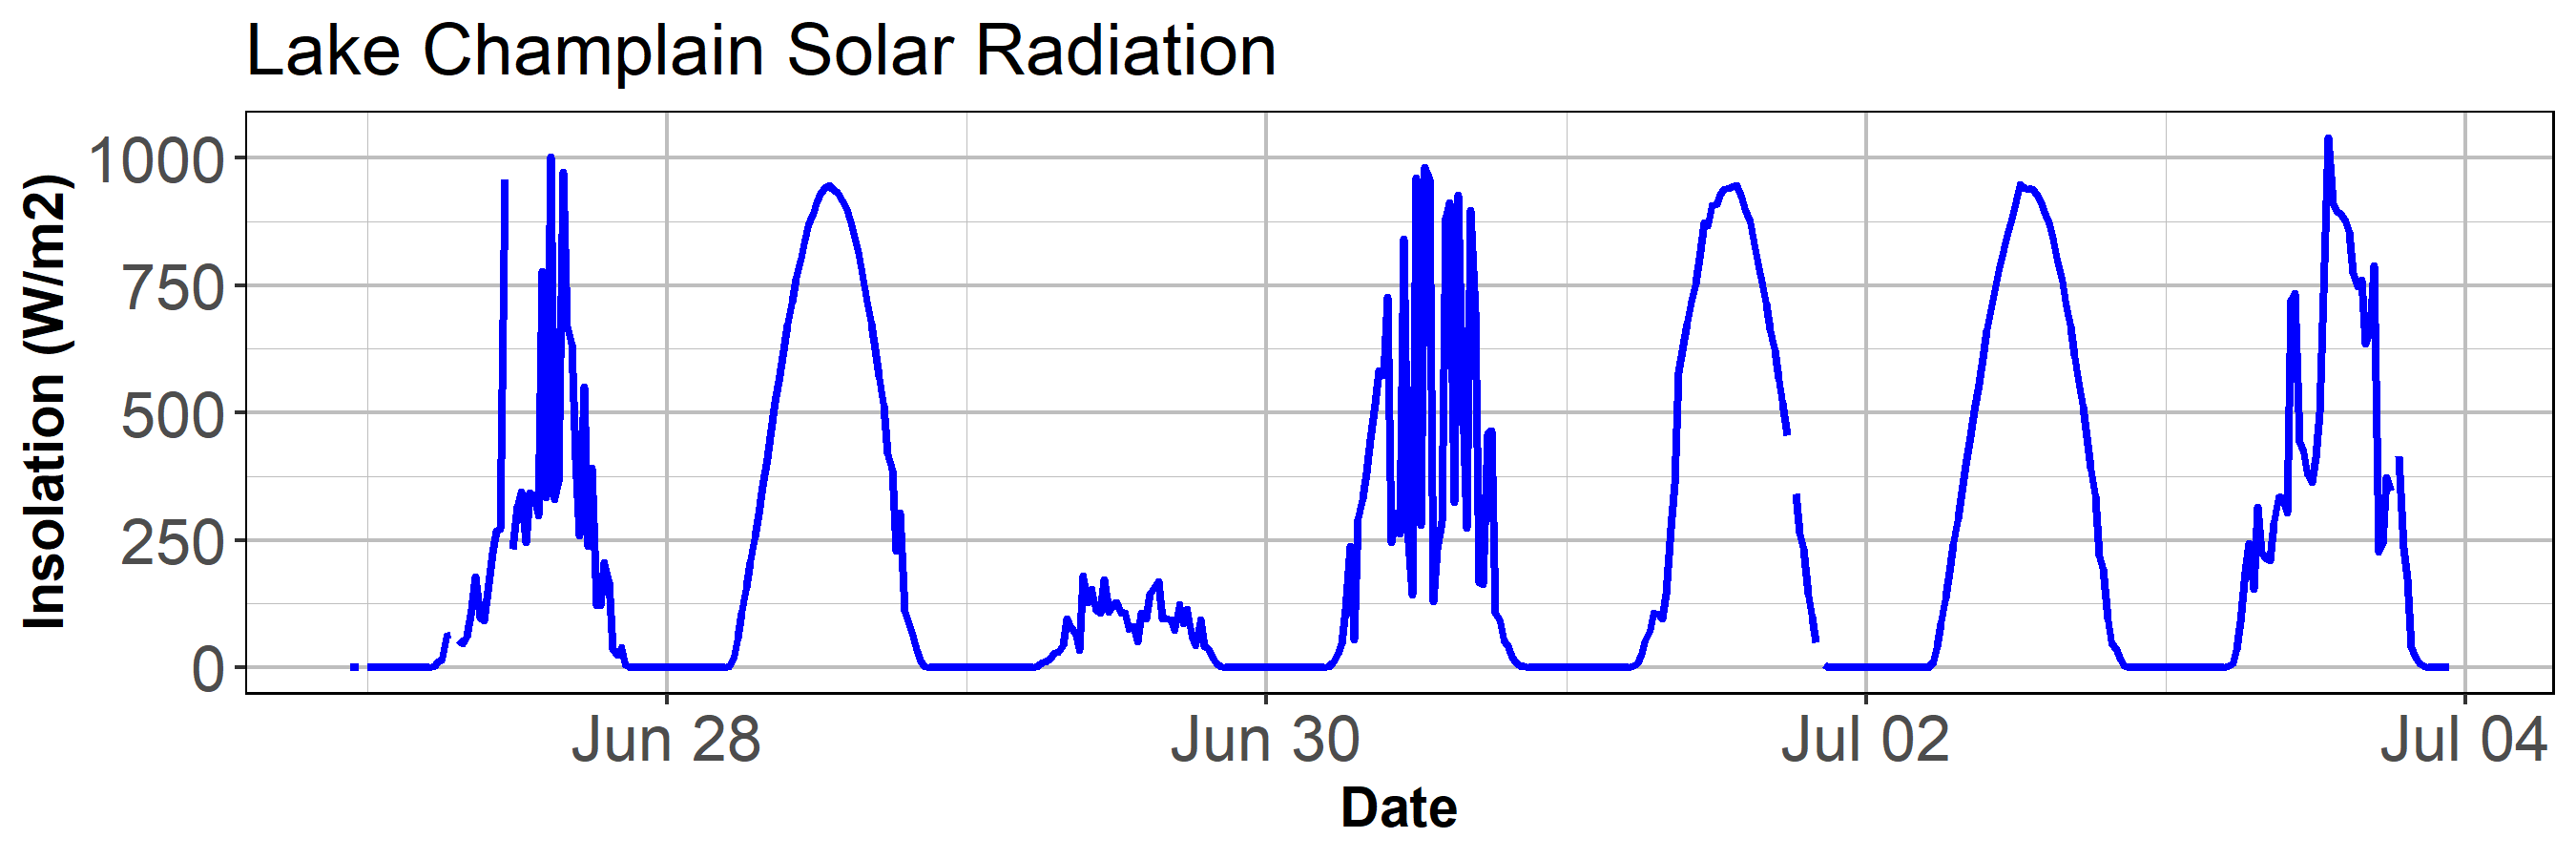 Lake Champlain Solar Radiation
Insolation (W/m2)
1000
750
500
250
0
Jun 28 Jun 30 Jul 02 Jul 04
Date